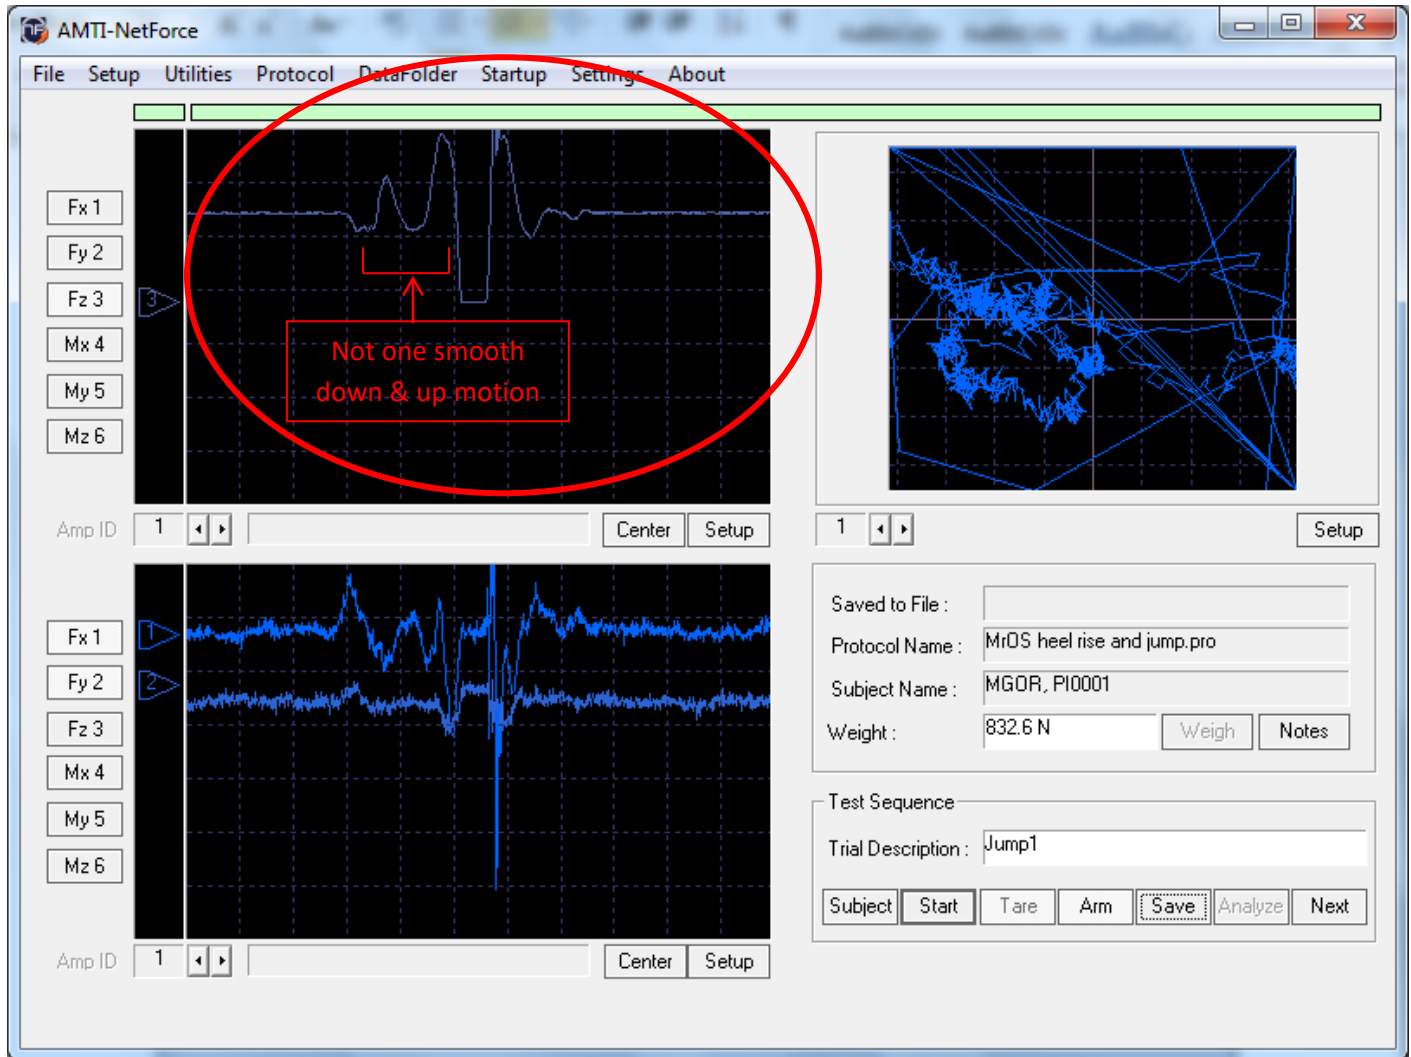 AMTI-NetForce
File Setup Utilities Protocol DataFolder Startup Settings About
Fx 1
Fy 2
Fz 3
Mx 4
My 5
Mz 6
3
Not one smooth
down & up motion
Amp ID 1 Center Setup
1 Setup
Fx 1
Fy 2
Fz 3
Mx 4
My 5
Mz 6
1
2
Amp ID 1 Center Setup
Saved to File :
Protocol Name : MrOS heel rise and jump.pro
Subject Name : MGOR, PI0001
Weight : 832.6 N Weigh Notes
Test Sequence
Trial Description : Jump1
Subject Start Tare Arm Save Analyze Next